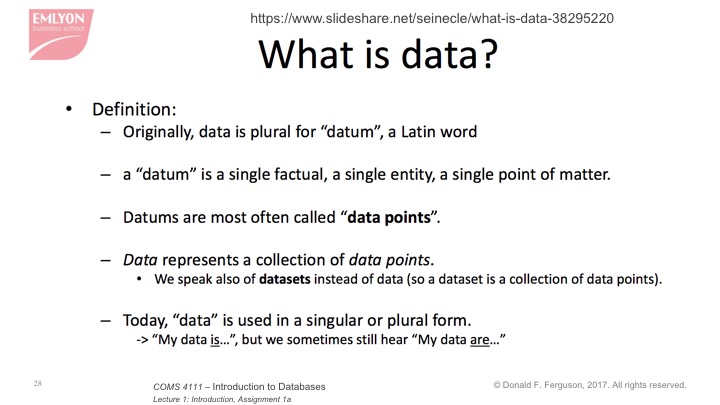 EMLYON
business school
https://www.slideshare.net/seinecle/what-is-data-38295220
What is data?
• Definition:
– Originally, data is plural for “datum”, a Latin word
– a “datum” is a single factual, a single entity, a single point of matter.
– Datums are most often called “data points”.
– Data represents a collection of data points.
• We speak also of datasets instead of data (so a dataset is a collection of data points).
– Today, “data” is used in a singular or plural form.
-> “My data is…”, but we sometimes still hear “My data are…”
28
COMS 4111 – Introduction to Databases
Lecture 1: Introduction, Assignment 1a
© Donald F. Ferguson, 2017. All rights reserved.